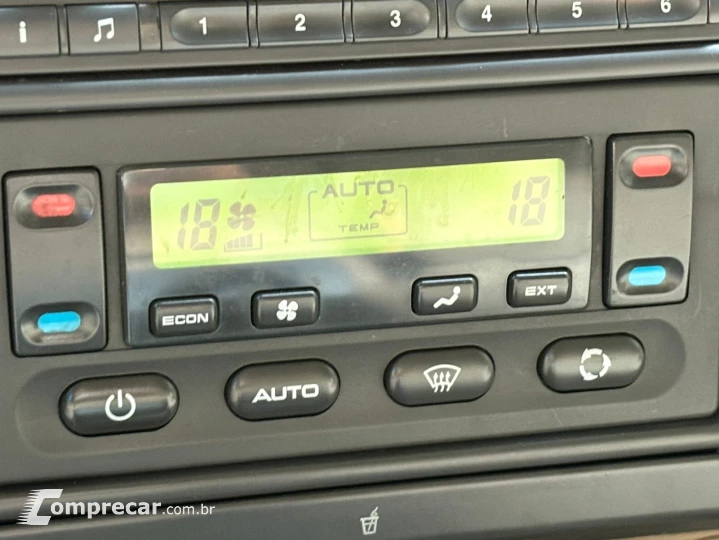 i 1 2 3 4 5 6
AUTO
18 TEMP 18
ECON EXT
AUTO
Comprecar.com.br